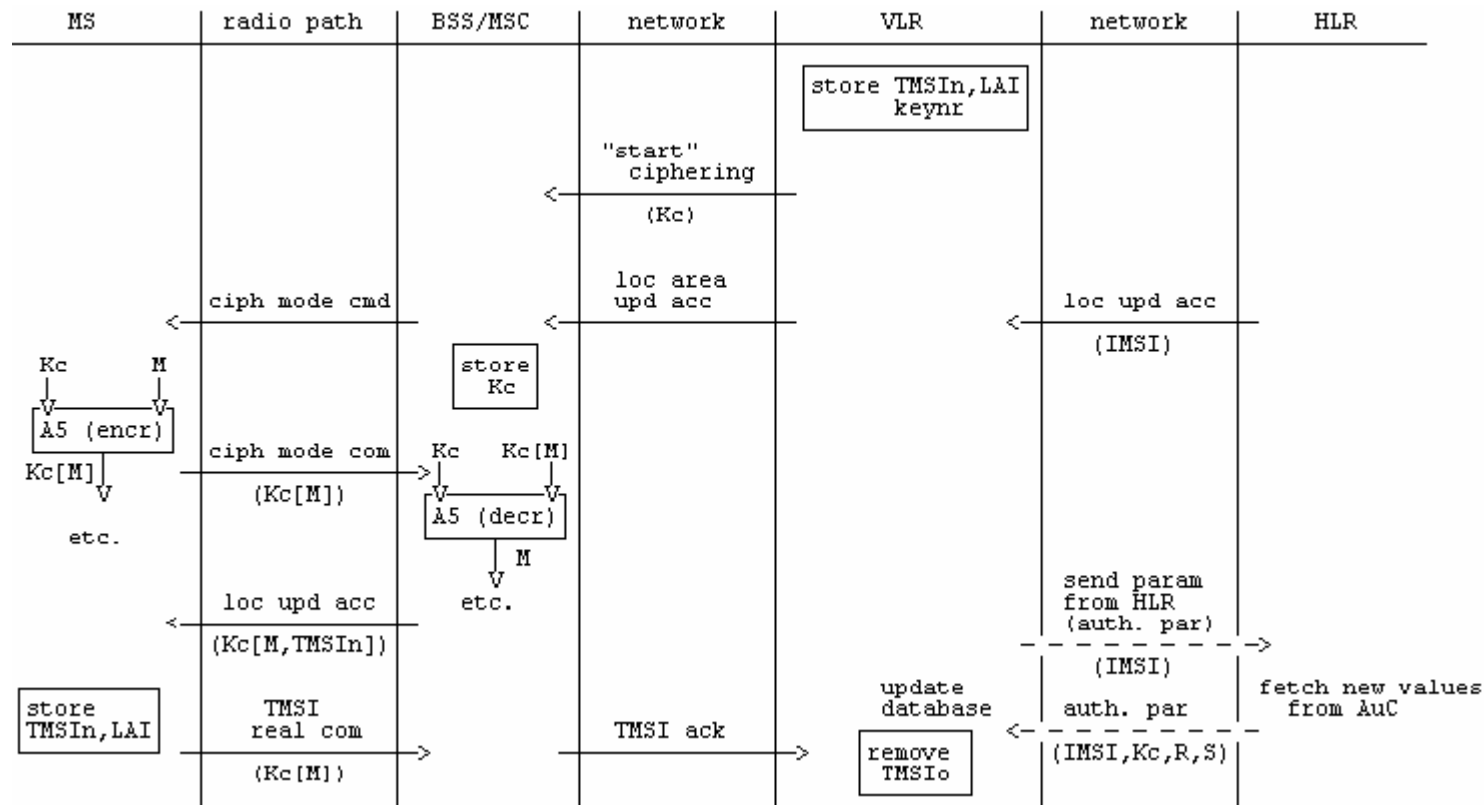 MS radio path BSS/MSC network VLR network HLR
store TMSIn,LAI
keynr
"start"
ciphering
(Kc)
loc area
ciph mode cmd upd acc loc upd acc
(IMSI)
Kc M store
Kc
A5 (encr)
ciph mode com Kc Kc[M]
Kc[M]
(Kc[M])
A5 (decr)
etc.
M
send param
loc upd acc etc. from HLR
(auth. par)
(Kc[M,TMSIn])
(IMSI)
update fetch new values
store TMSI database auth. par from AuC
TMSIn,LAI real com TMSI ack
remove (IMSI,Kc,R,S)
(Kc[M]) TMSIo